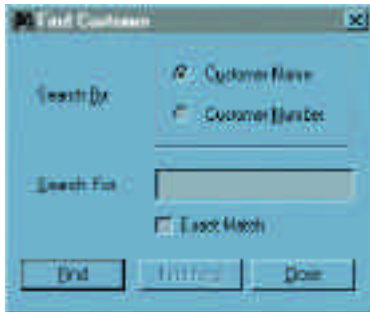 Find Customer
Search By
Customer Name
Customer Number
Search For
Exact Match
Find
Close